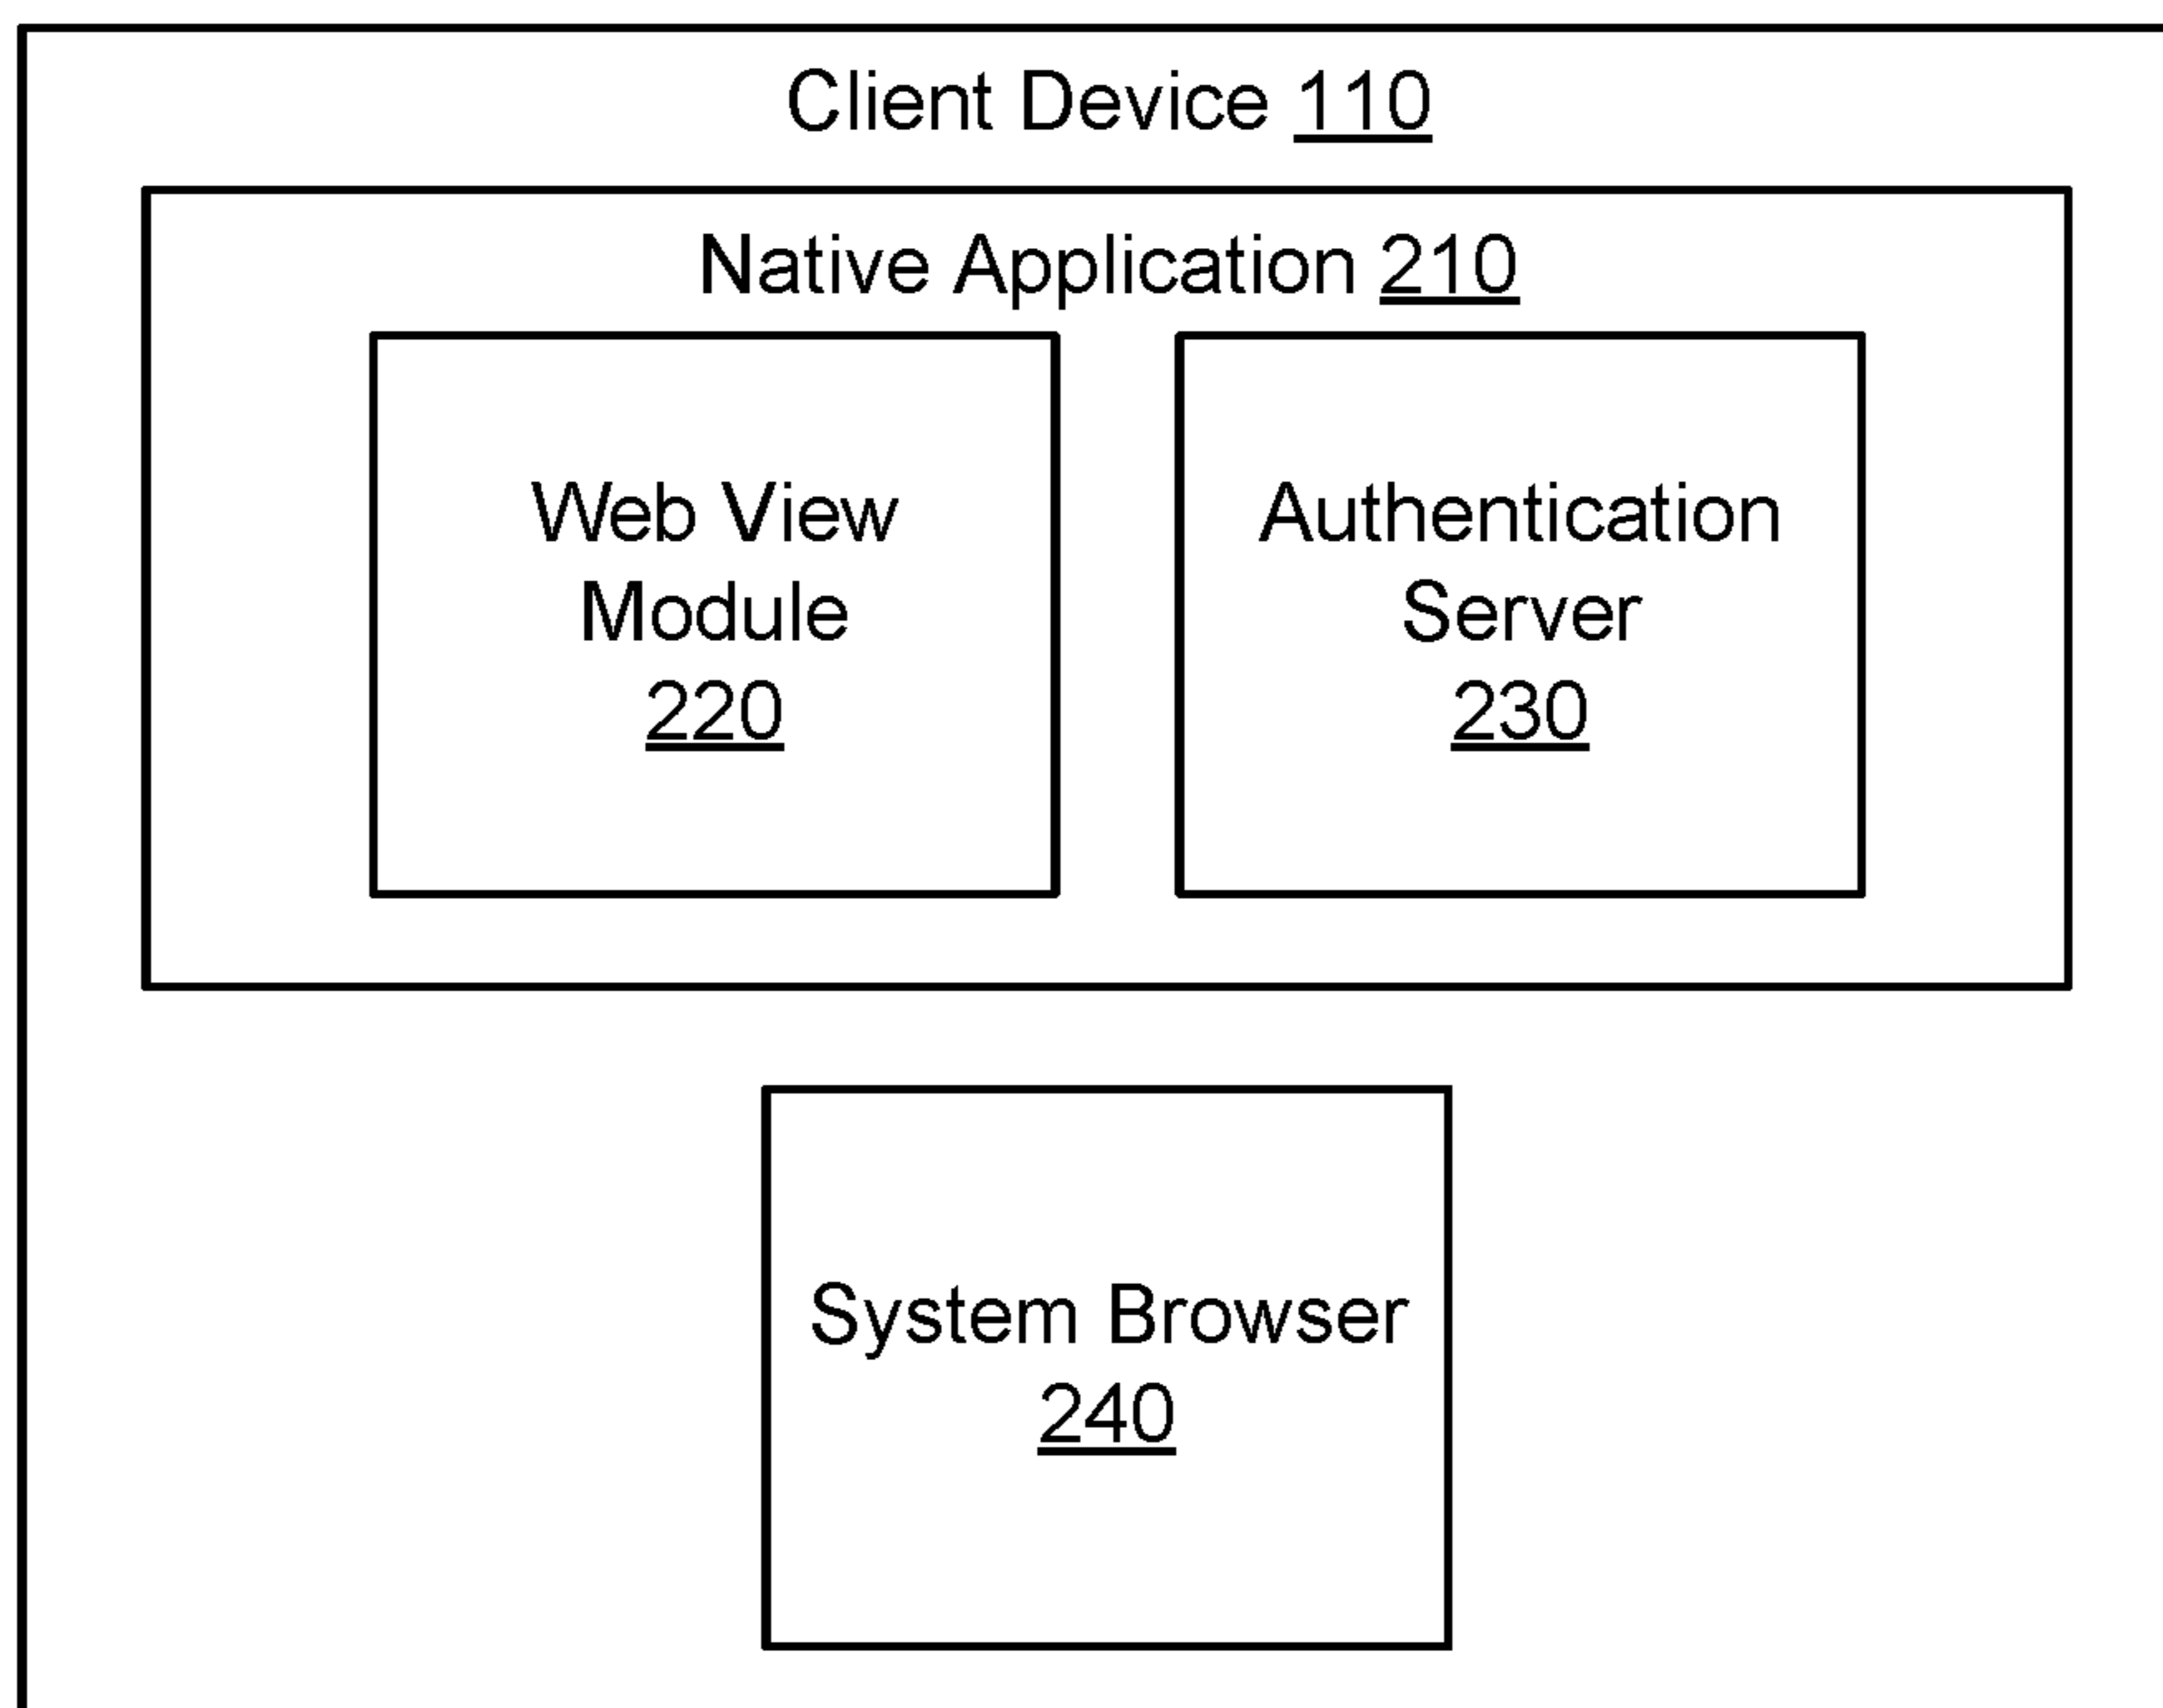 Client Device 110
Native Application 210
Web View
Module
220
Authentication
Server
230
System Browser
240